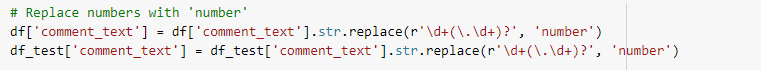 # Replace numbers with 'number'
df['comment_text'] = df['comment_text'].str.replace(r'\d+(\.\d+)?', 'number')
df_test['comment_text'] = df_test['comment_text'].str.replace(r'\d+(\.\d+)?', 'number')